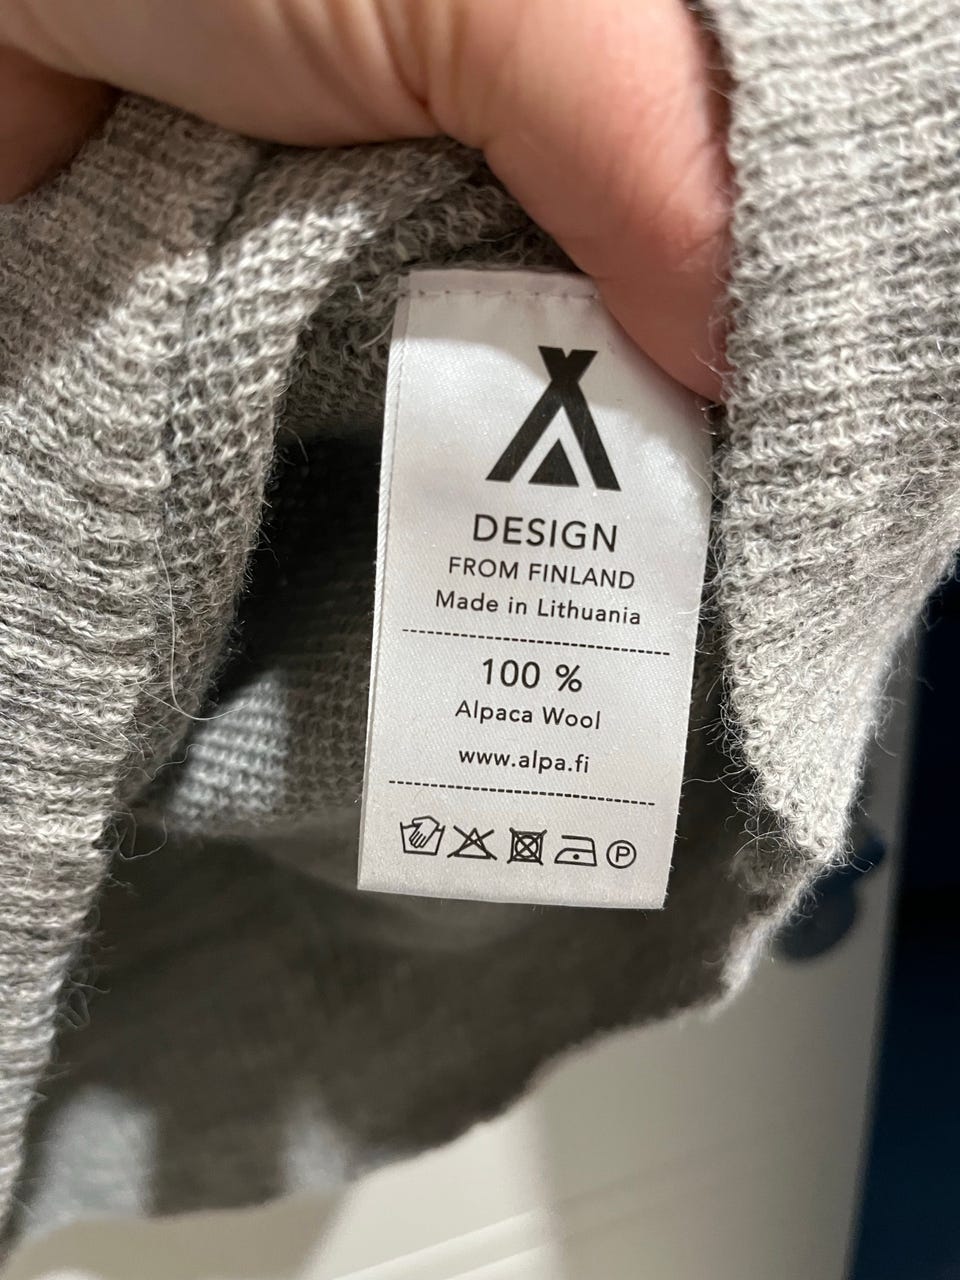 DESIGN
FROM FINLAND
Made in Lithuania
100 %
Alpaca Wool
www.alpa.fi
P